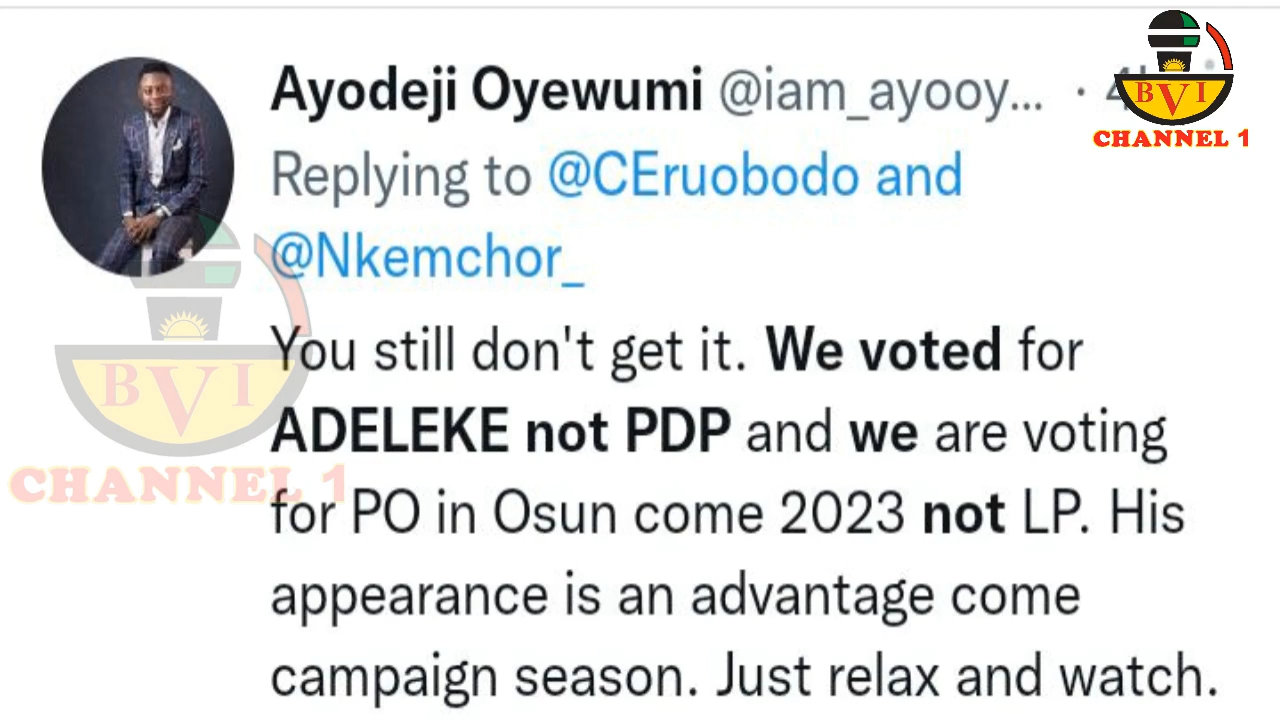 Ayodeji Oyewumi @iam_ayooy... · 4
BVI
CHANNEL 1
Replying to @CEruobodo and
@Nkemchor_
You still don't get it. We voted for
ADELEKE not PDP and we are voting
for PO in Osun come 2023 not LP. His
appearance is an advantage come
campaign season. Just relax and watch.
BVI
CHANNEL 1